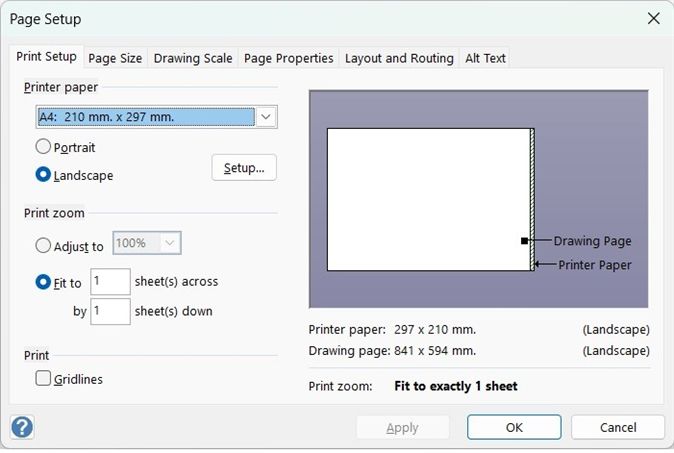 Page Setup
Print Setup Page Size Drawing Scale Page Properties Layout and Routing Alt Text
Printer paper
A4: 210 mm. x 297 mm.
Portrait
Landscape
Setup...
Print zoom
Adjust to 100%
Fit to 1 sheet(s) across
by 1 sheet(s) down
Print
Gridlines
Drawing Page
Printer Paper
Printer paper: 297 x 210 mm. (Landscape)
Drawing page: 841 x 594 mm. (Landscape)
Print zoom: Fit to exactly 1 sheet
? Apply OK Cancel